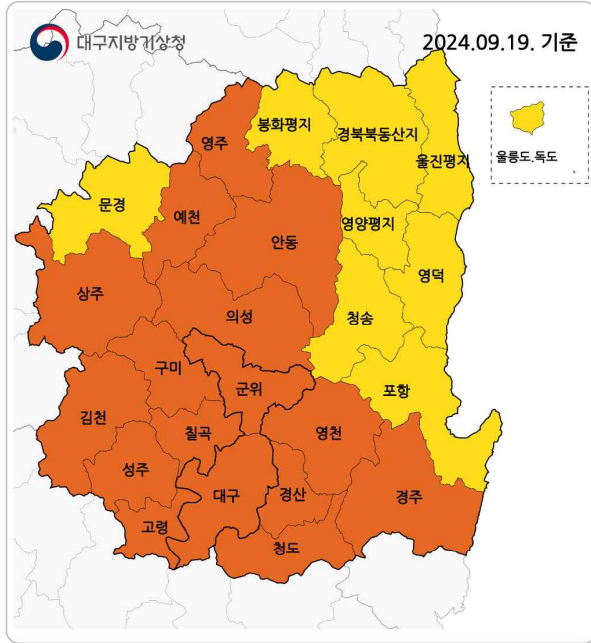 대구지방기상청
2024.09.19. 기준
봉화평지
경북북동산지
영주
울진평지
울릉도.독도
문경
예천
안동
영양평지
영덕
상주
의성
청송
구미
군위
포항
김천
칠곡
영천
성주
대구
경산
경주
고령
청도